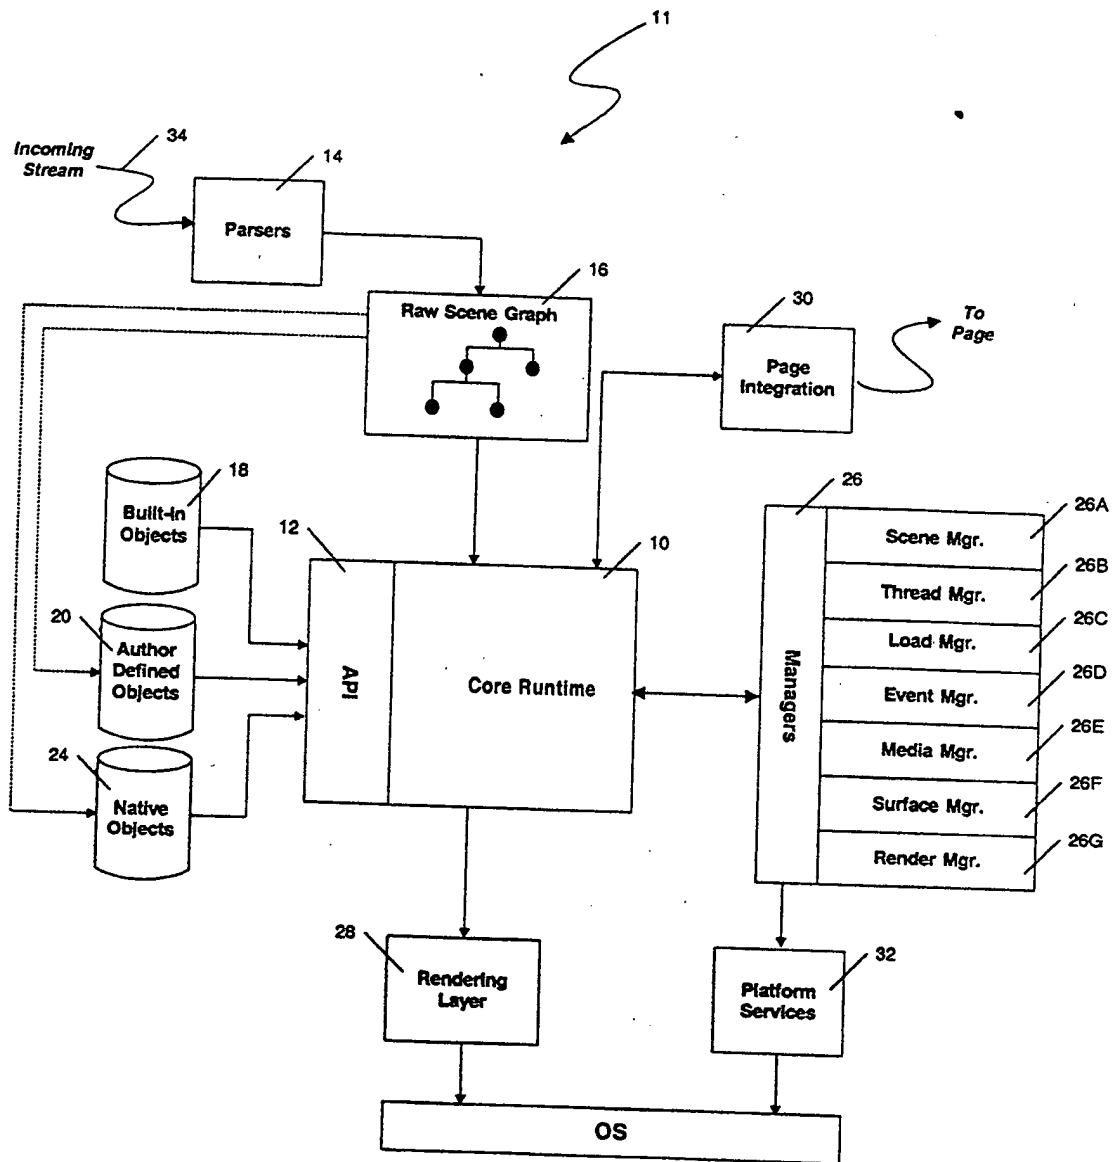 11
Incoming
Stream
34
14
Parsers
16
Raw Scene Graph
30
Page
Integration
To
Page
18
Built-In
Objects
20
Author
Defined
Objects
24
Native
Objects
12
API
10
Core Runtime
26
Managers
Scene Mgr.
26A
Thread Mgr.
26B
Load Mgr.
26C
Event Mgr.
26D
Media Mgr.
26E
Surface Mgr.
26F
Render Mgr.
26G
28
Rendering
Layer
32
Platform
Services
OS